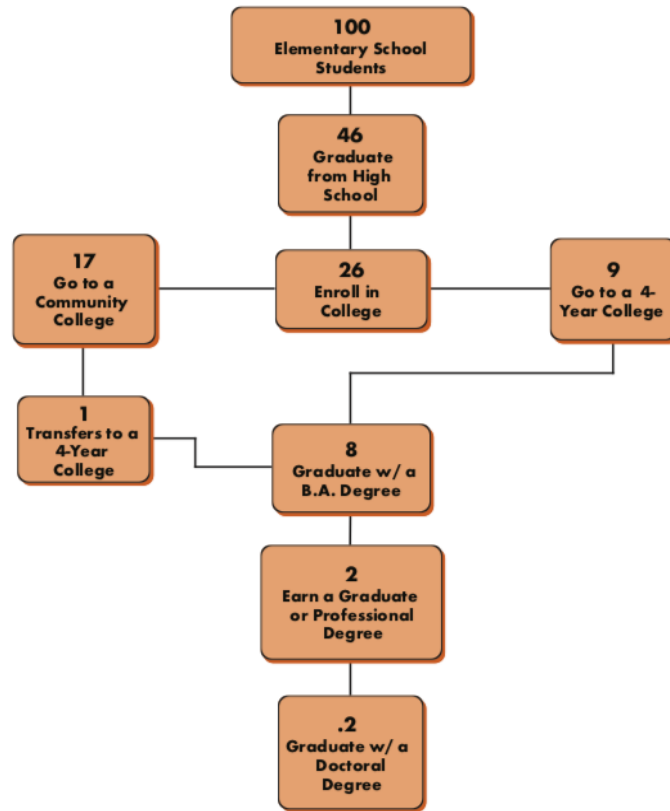 100
Elementary School
Students
46
Graduate
from High
School
17
Go to a
Community
College
26
Enroll in
College
9
Go to a 4-
Year College
1
Transfers to a
4-Year
College
8
Graduate w/ a
B.A. Degree
2
Earn a Graduate
or Professional
Degree
.2
Graduate w/ a
Doctoral
Degree